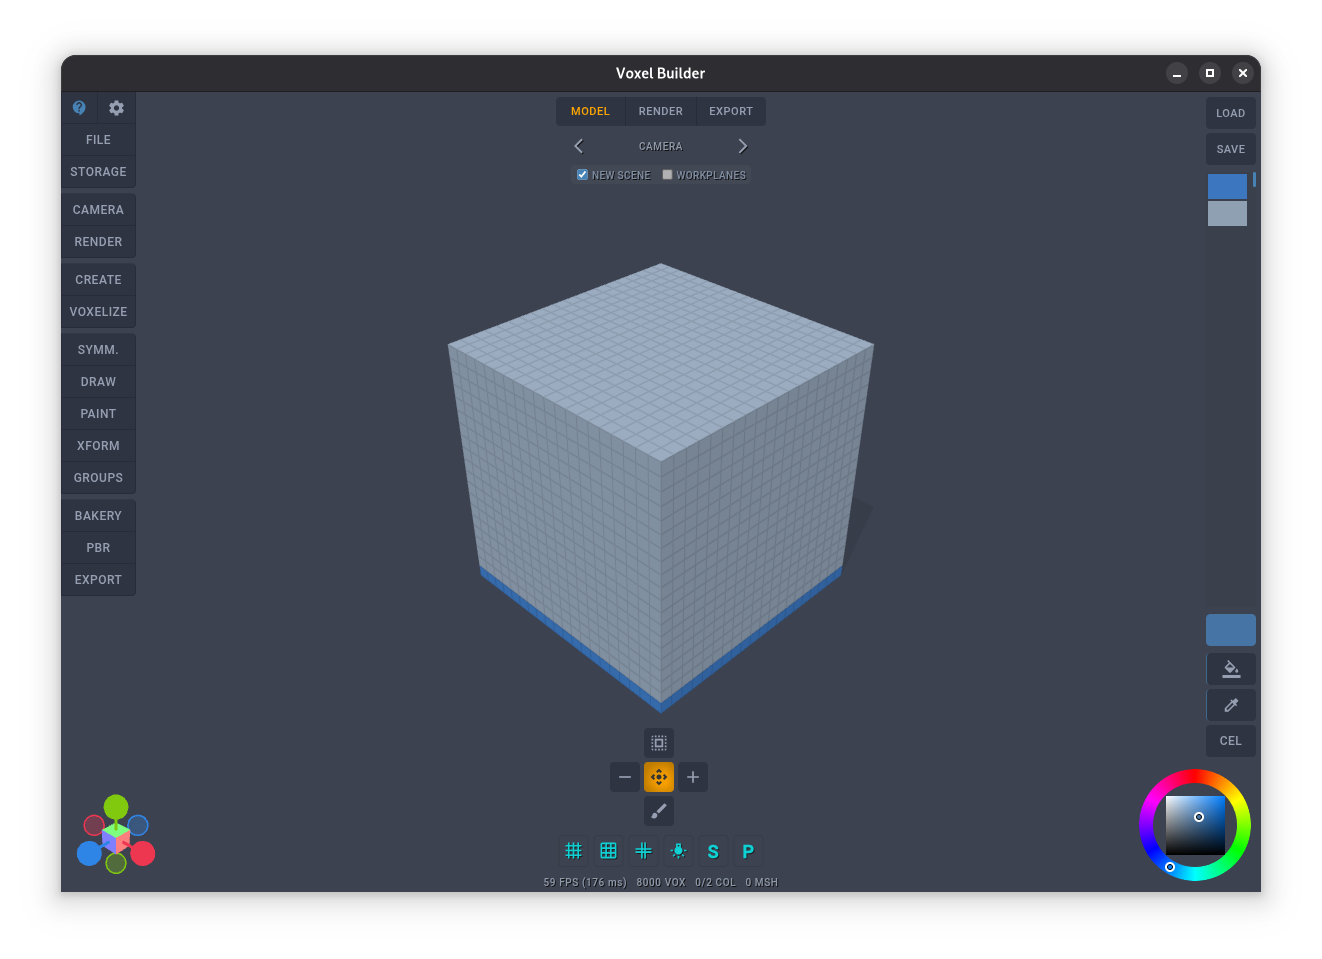 Voxel Builder
?
FILE
STORAGE
CAMERA
RENDER
CREATE
VOXELIZE
SYMM.
DRAW
PAINT
XFORM
GROUPS
BAKERY
PBR
EXPORT
MODEL RENDER EXPORT
CAMERA
NEW SCENE WORKPLANES
LOAD
SAVE
CEL
S P
59 FPS (176 ms) 8000 VOX 0/2 COL 0 MSH